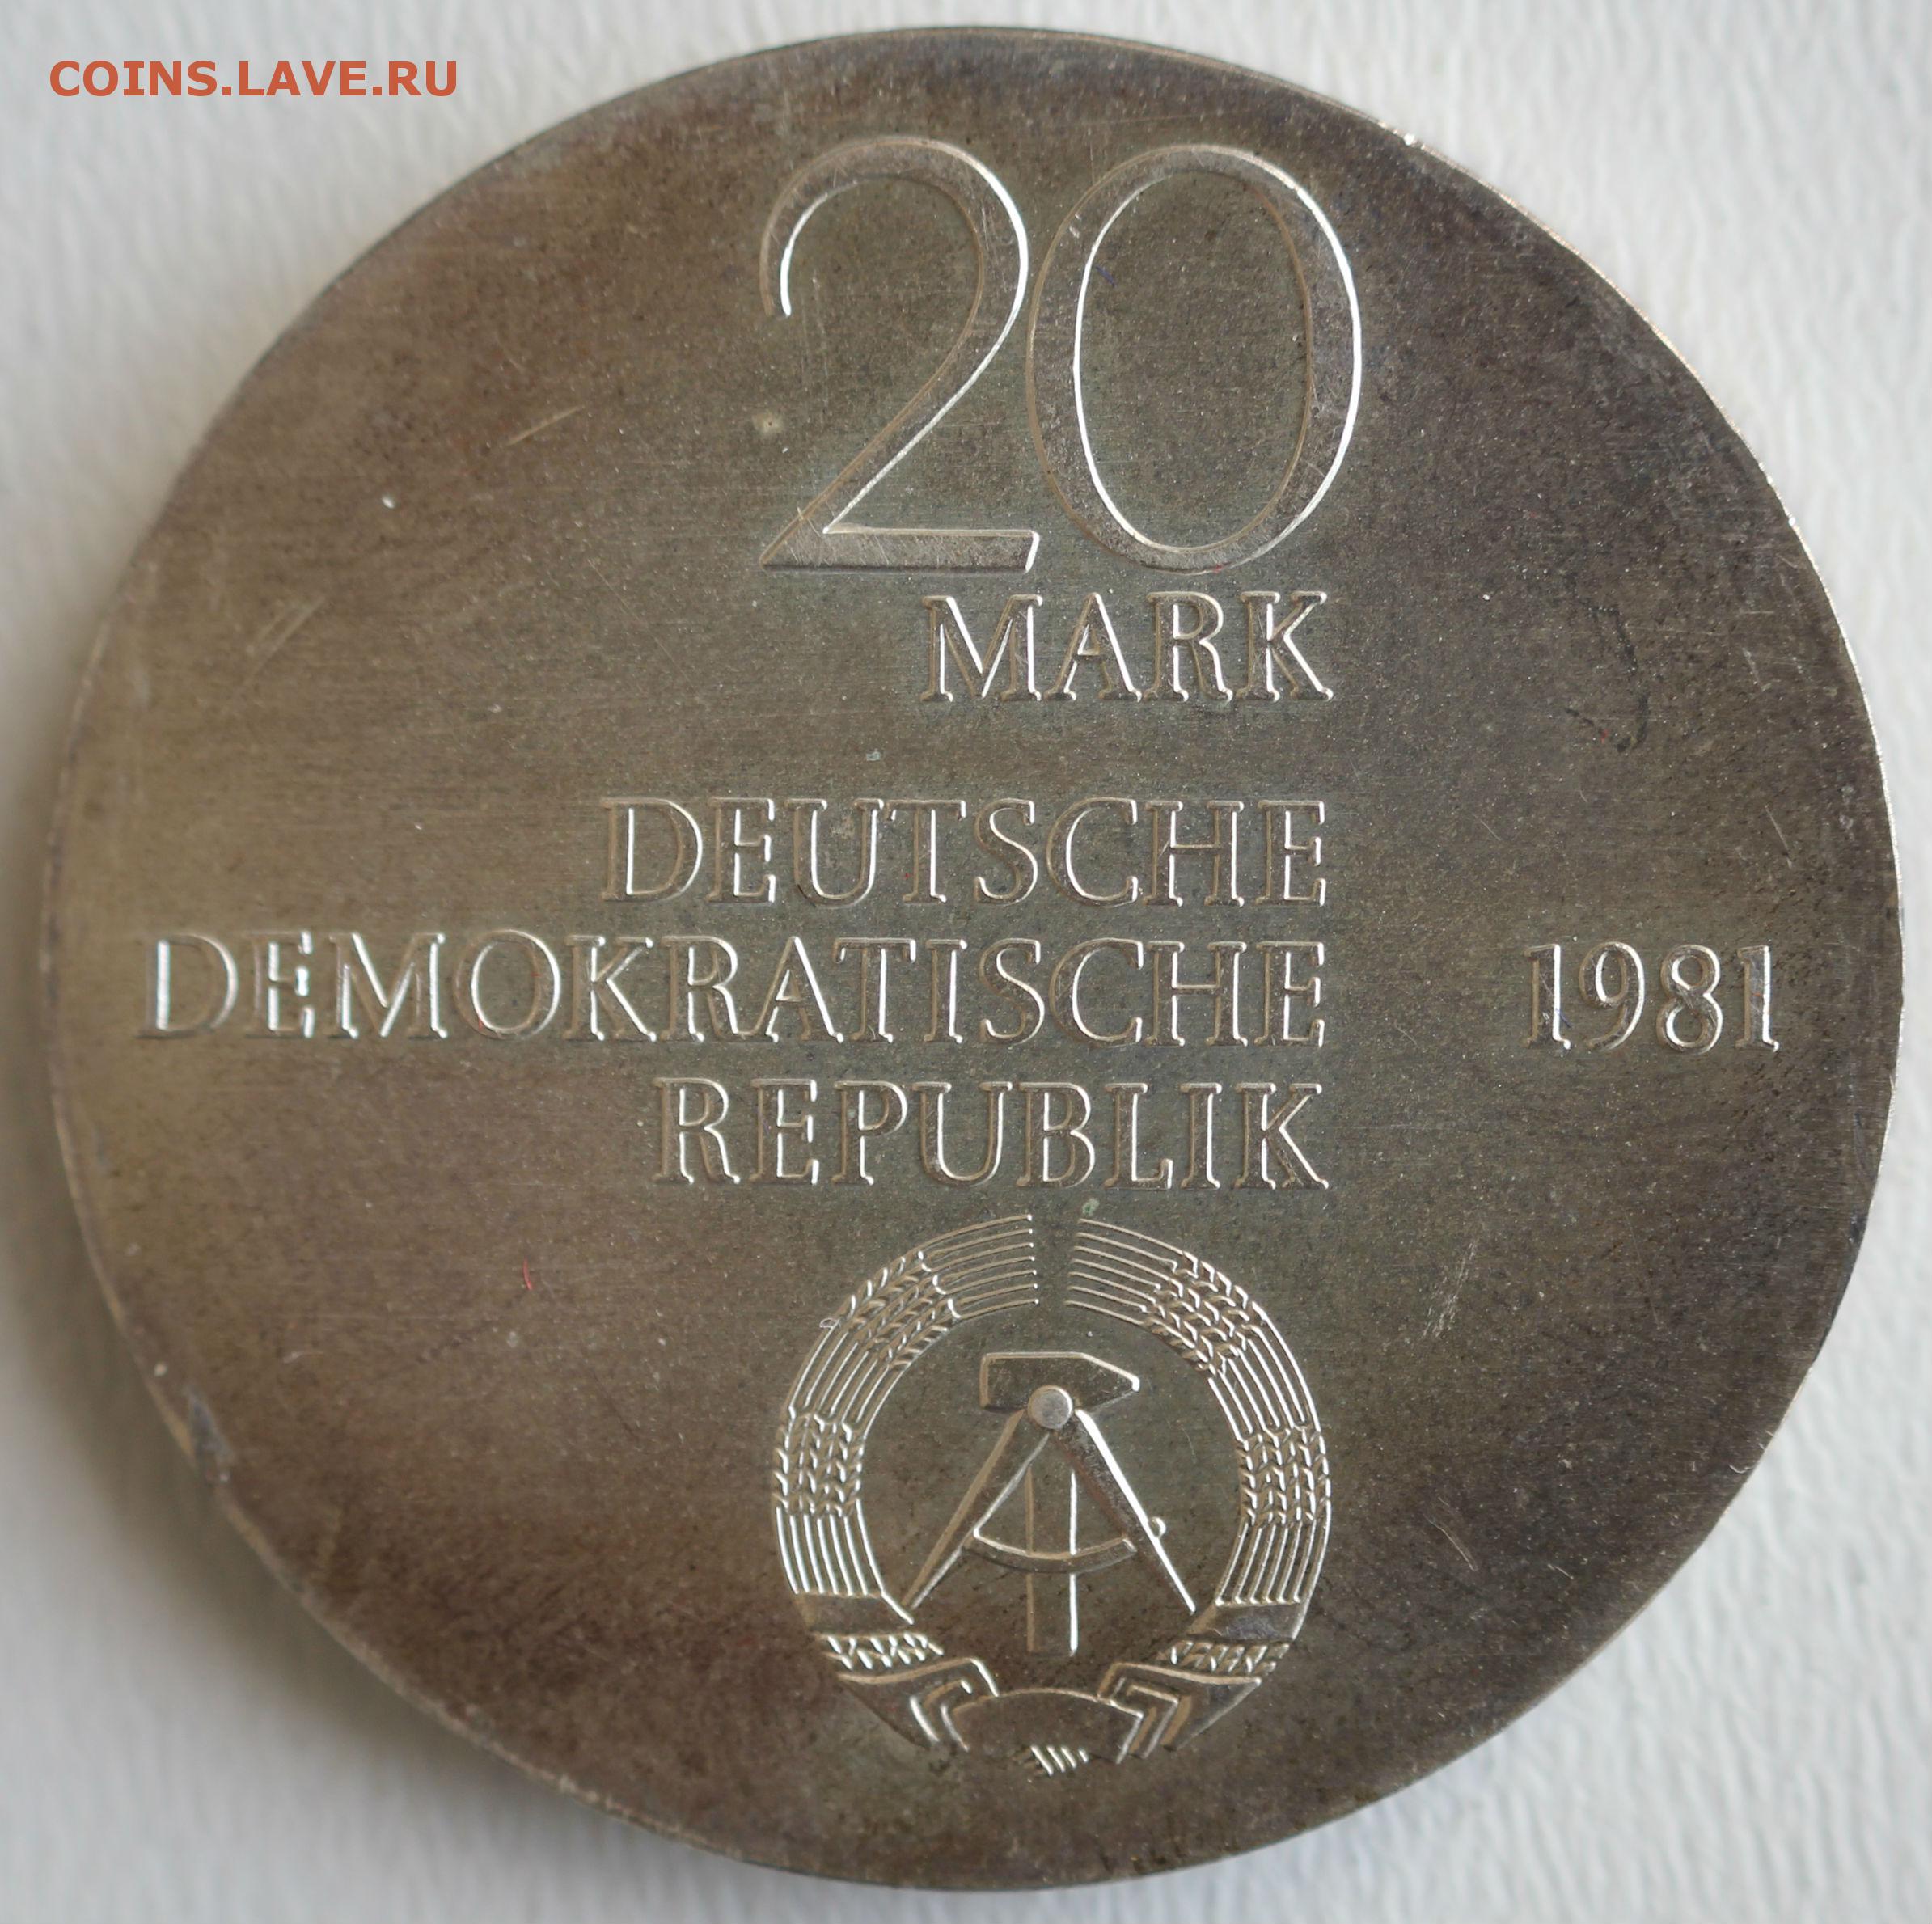 COINS.LAVE.RU
20
MARK
DEUTSCHE
DEMOKRATISCHE 1981
REPUBLIK